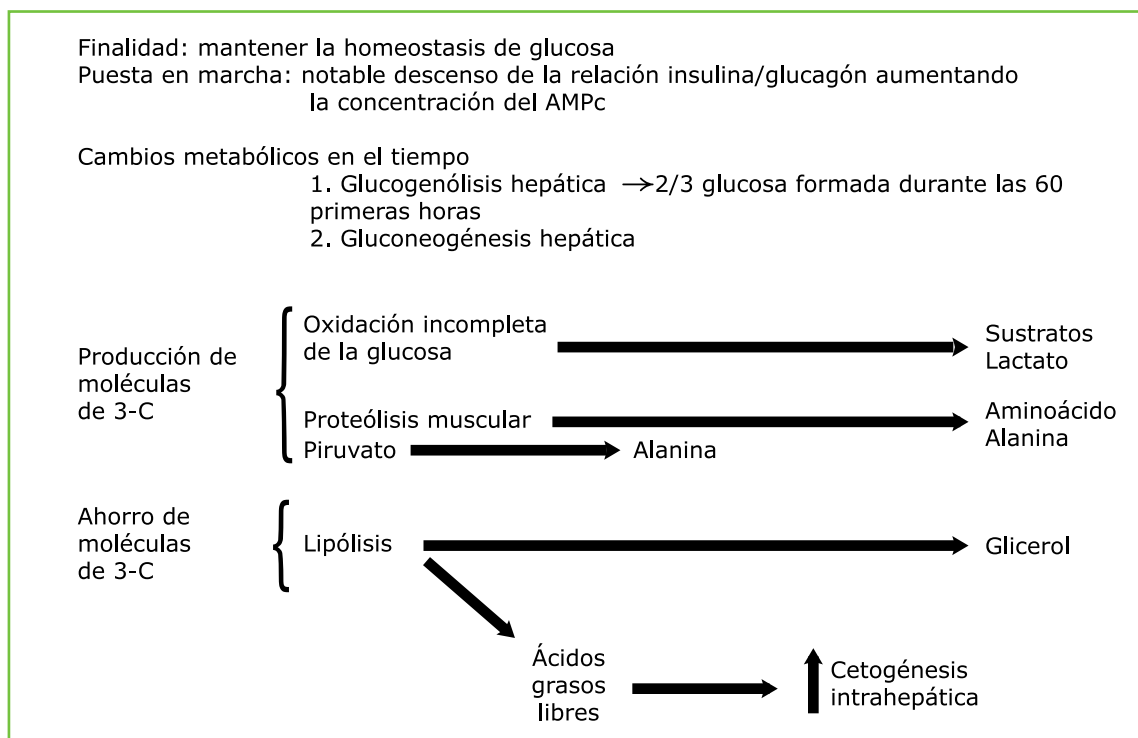 Finalidad: mantener la homeostasis de glucosa
Puesta en marcha: notable descenso de la relación insulina/glucagón aumentando
la concentración del AMPc
Cambios metabólicos en el tiempo
1. Glucogenólisis hepática → 2/3 glucosa formada durante las 60
primeras horas
2. Gluconeogénesis hepática
Producción de
moléculas
de 3-C
Oxidación incompleta
de la glucosa
Sustratos
Lactato
Proteólisis muscular
Aminoácido
Alanina
Piruvato
Alanina
Ahorro de
moléculas
de 3-C
Lipólisis
Glicerol
Ácidos
grasos
libres
Cetogénesis
intrahepática